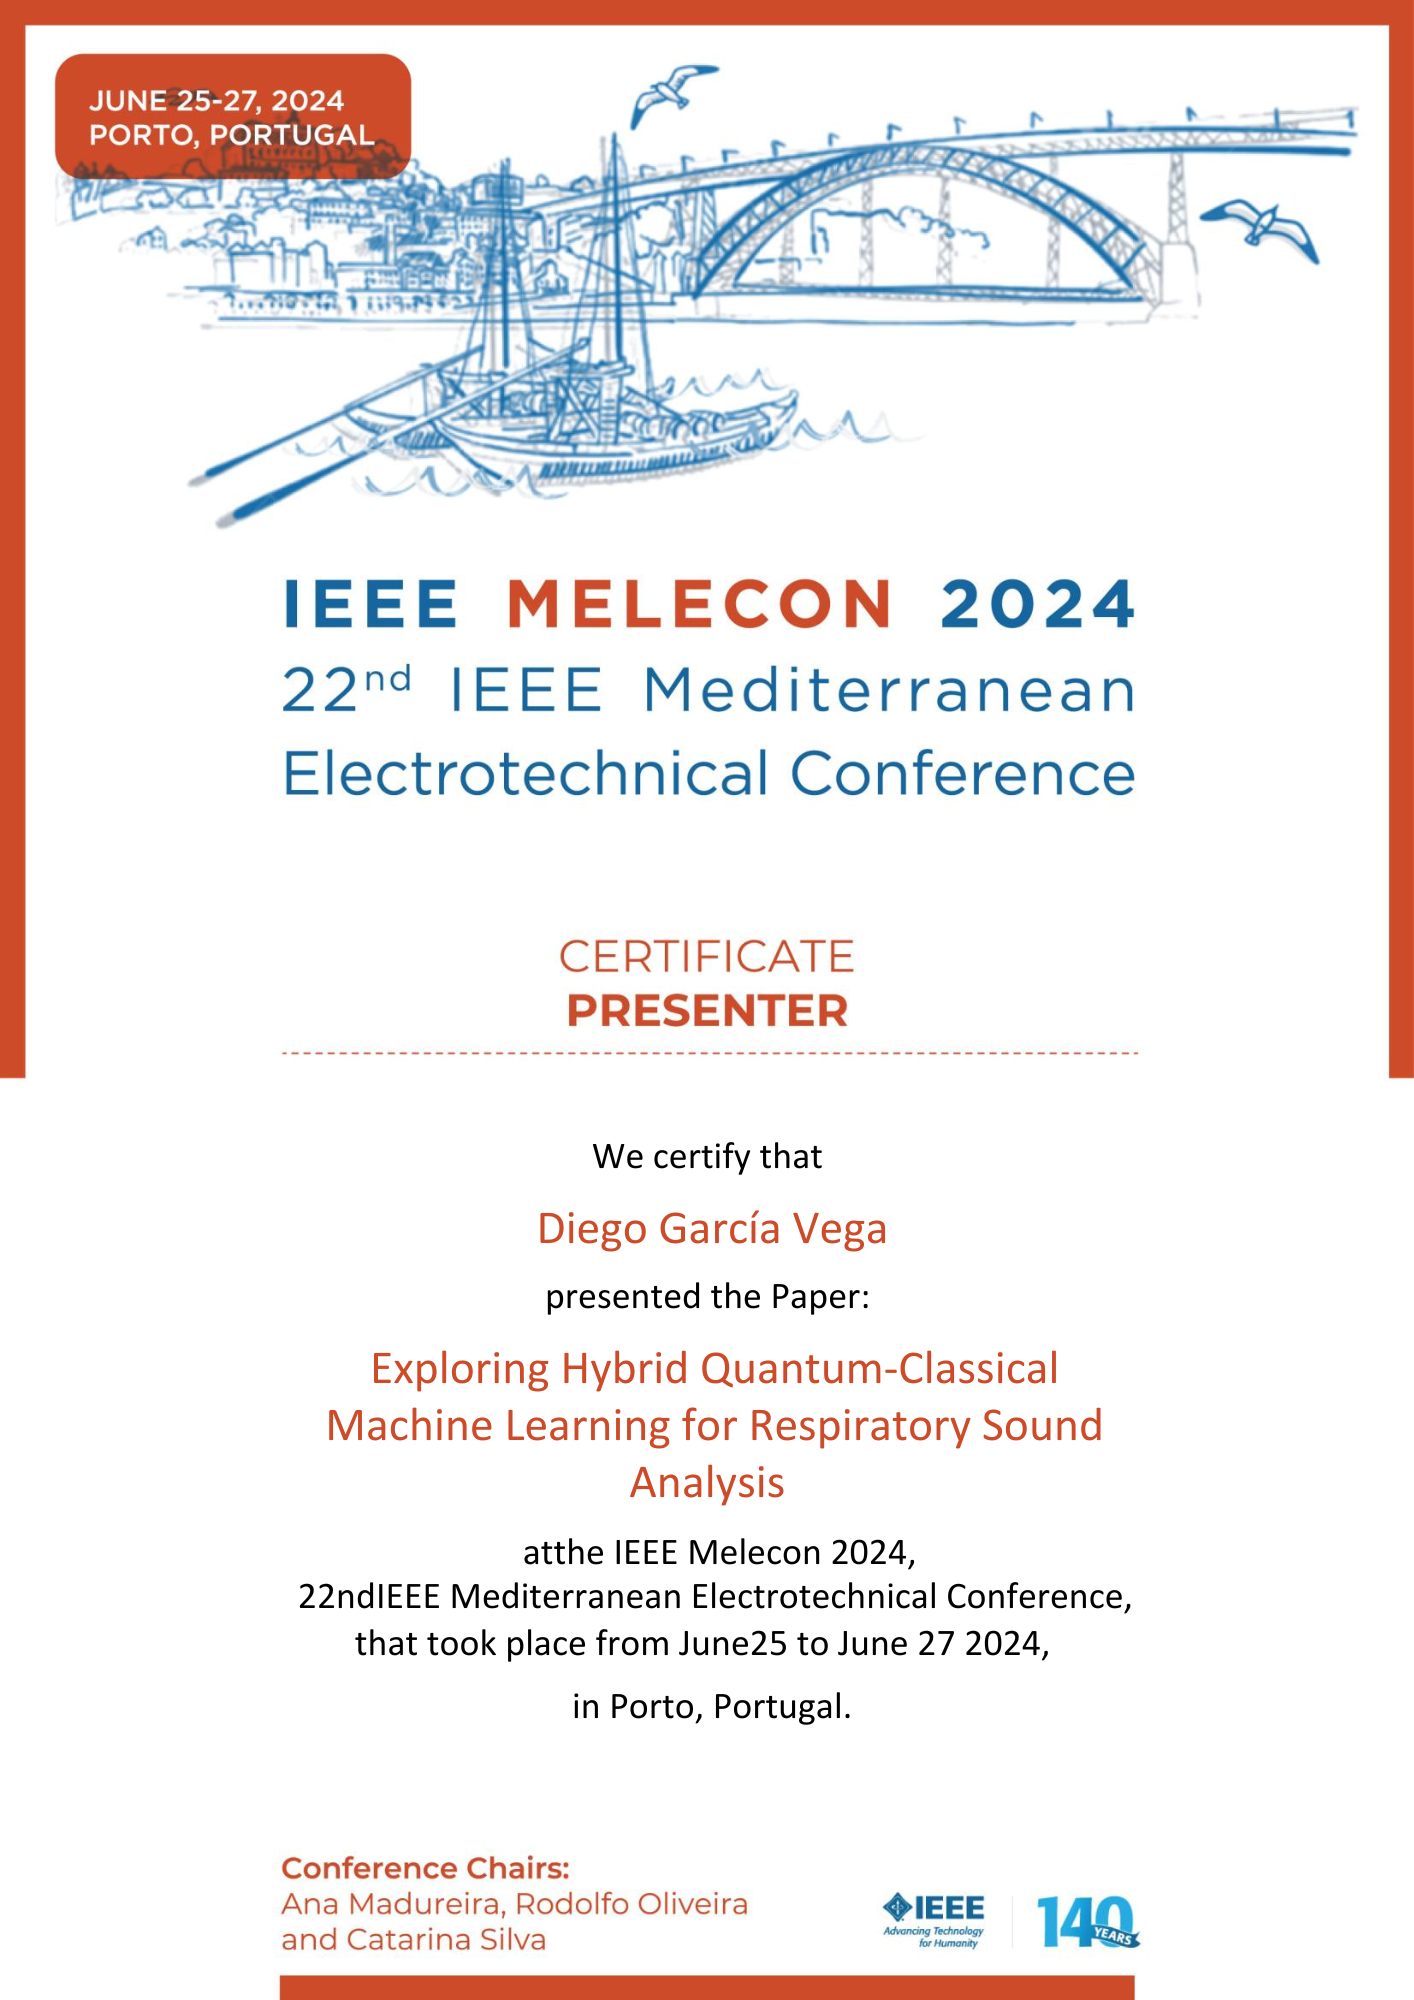 JUNE 25-27, 2024
PORTO, PORTUGAL
IEEE MELECON 2024
22nd IEEE Mediterranean
Electrotechnical Conference
CERTIFICATE
PRESENTER
We certify that
Diego García Vega
presented the Paper:
Exploring Hybrid Quantum-Classical
Machine Learning for Respiratory Sound
Analysis
atthe IEEE Melecon 2024,
22ndIEEE Mediterranean Electrotechnical Conference,
that took place from June25 to June 27 2024,
in Porto, Portugal.
Conference Chairs:
Ana Madureira, Rodolfo Oliveira
and Catarina Silva
IEEE
Advancing Technology
for Humanity
140
YEARS